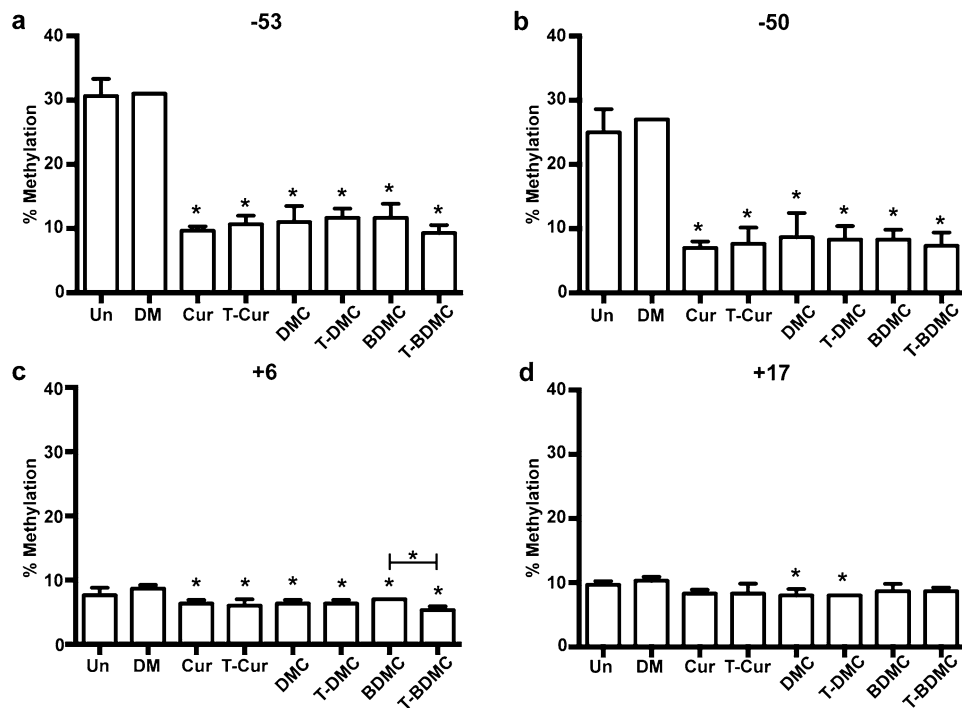 a
-53
% Methylation
40
30
20
10
0
* * * * * *
Un DM Cur T-Cur DMC T-DMC BDMC T-BDMC
b
-50
% Methylation
40
30
20
10
0
* * * * * *
Un DM Cur T-Cur DMC T-DMC BDMC T-BDMC
c
+6
% Methylation
40
30
20
10
0
*
* * * * * *
Un DM Cur T-Cur DMC T-DMC BDMC T-BDMC
d
+17
% Methylation
40
30
20
10
0
* *
Un DM Cur T-Cur DMC T-DMC BDMC T-BDMC